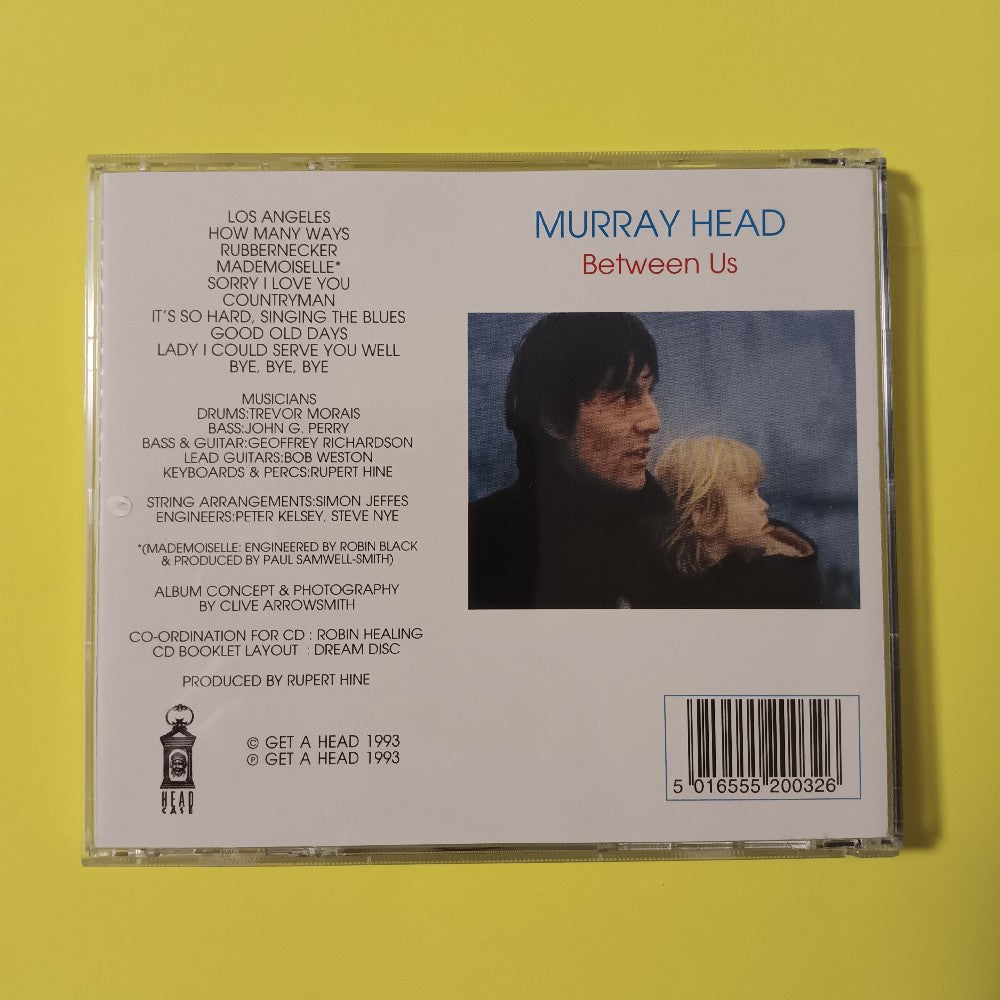 LOS ANGELES
HOW MANY WAYS
RUBBERNECKER
MADEMOISELLE*
SORRY I LOVE YOU
COUNTRYMAN
IT'S SO HARD, SINGING THE BLUES
GOOD OLD DAYS
LADY I COULD SERVE YOU WELL
BYE, BYE, BYE
MUSICIANS
DRUMS:TREVOR MORAIS
BASS:JOHN G. PERRY
BASS & GUITAR:GEOFFREY RICHARDSON
LEAD GUITARS:BOB WESTON
KEYBOARDS & PERCS:RUPERT HINE
STRING ARRANGEMENTS:SIMON JEFFES
ENGINEERS:PETER KELSEY, STEVE NYE
*(MADEMOISELLE: ENGINEERED BY ROBIN BLACK
& PRODUCED BY PAUL SAMWELL-SMITH)
ALBUM CONCEPT & PHOTOGRAPHY
BY CLIVE ARROWSMITH
CO-ORDINATION FOR CD : ROBIN HEALING
CD BOOKLET LAYOUT : DREAM DISC
PRODUCED BY RUPERT HINE
HEAD
CASE
© GET A HEAD 1993
℗ GET A HEAD 1993
MURRAY HEAD
Between Us
5 016555 200326